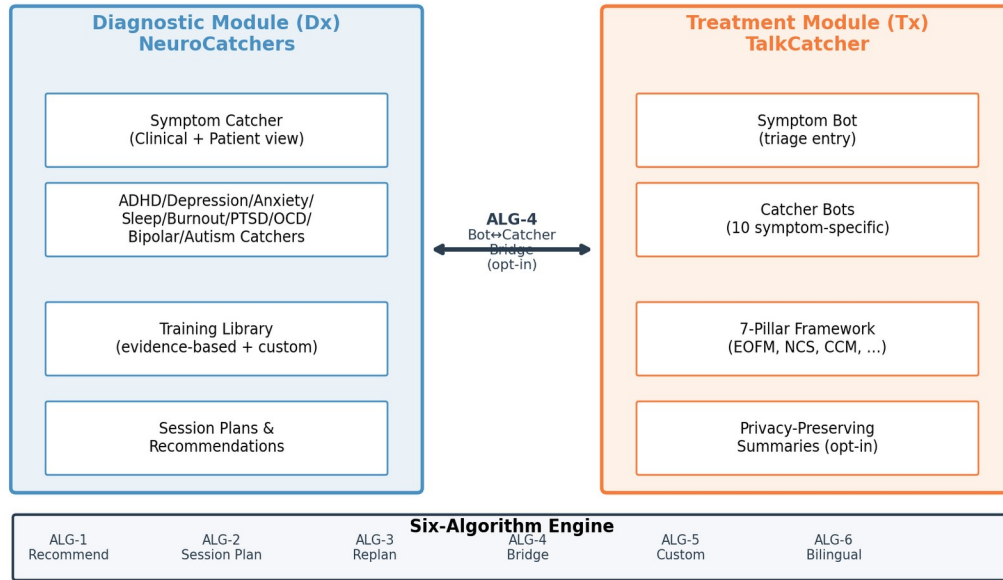 Diagnostic Module (Dx)
NeuroCatchers
Symptom Catcher
(Clinical + Patient view)
ADHD/Depression/Anxiety/
Sleep/Burnout/PTSD/OCD/
Bipolar/Autism Catchers
Training Library
(evidence-based + custom)
Session Plans &
Recommendations
ALG-4
Bot↔Catcher
Bridge
(opt-in)
Treatment Module (Tx)
TalkCatcher
Symptom Bot
(triage entry)
Catcher Bots
(10 symptom-specific)
7-Pillar Framework
(EOFM, NCS, CCM, ...)
Privacy-Preserving
Summaries (opt-in)
Six-Algorithm Engine
ALG-1
Recommend
ALG-2
Session Plan
ALG-3
Replan
ALG-4
Bridge
ALG-5
Custom
ALG-6
Bilingual